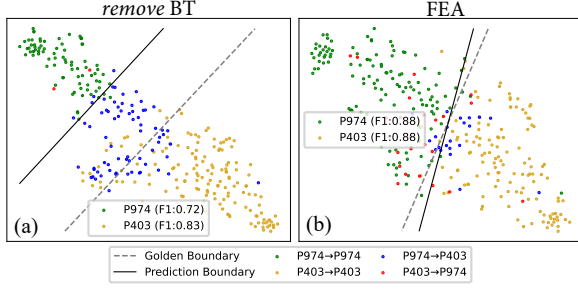 remove BT
FEA
P974 (F1:0.72)
P403 (F1:0.83)
(a)
P974 (F1:0.88)
P403 (F1:0.88)
(b)
Golden Boundary
Prediction Boundary
P974→P974
P403→P403
P974→P403
P403→P974